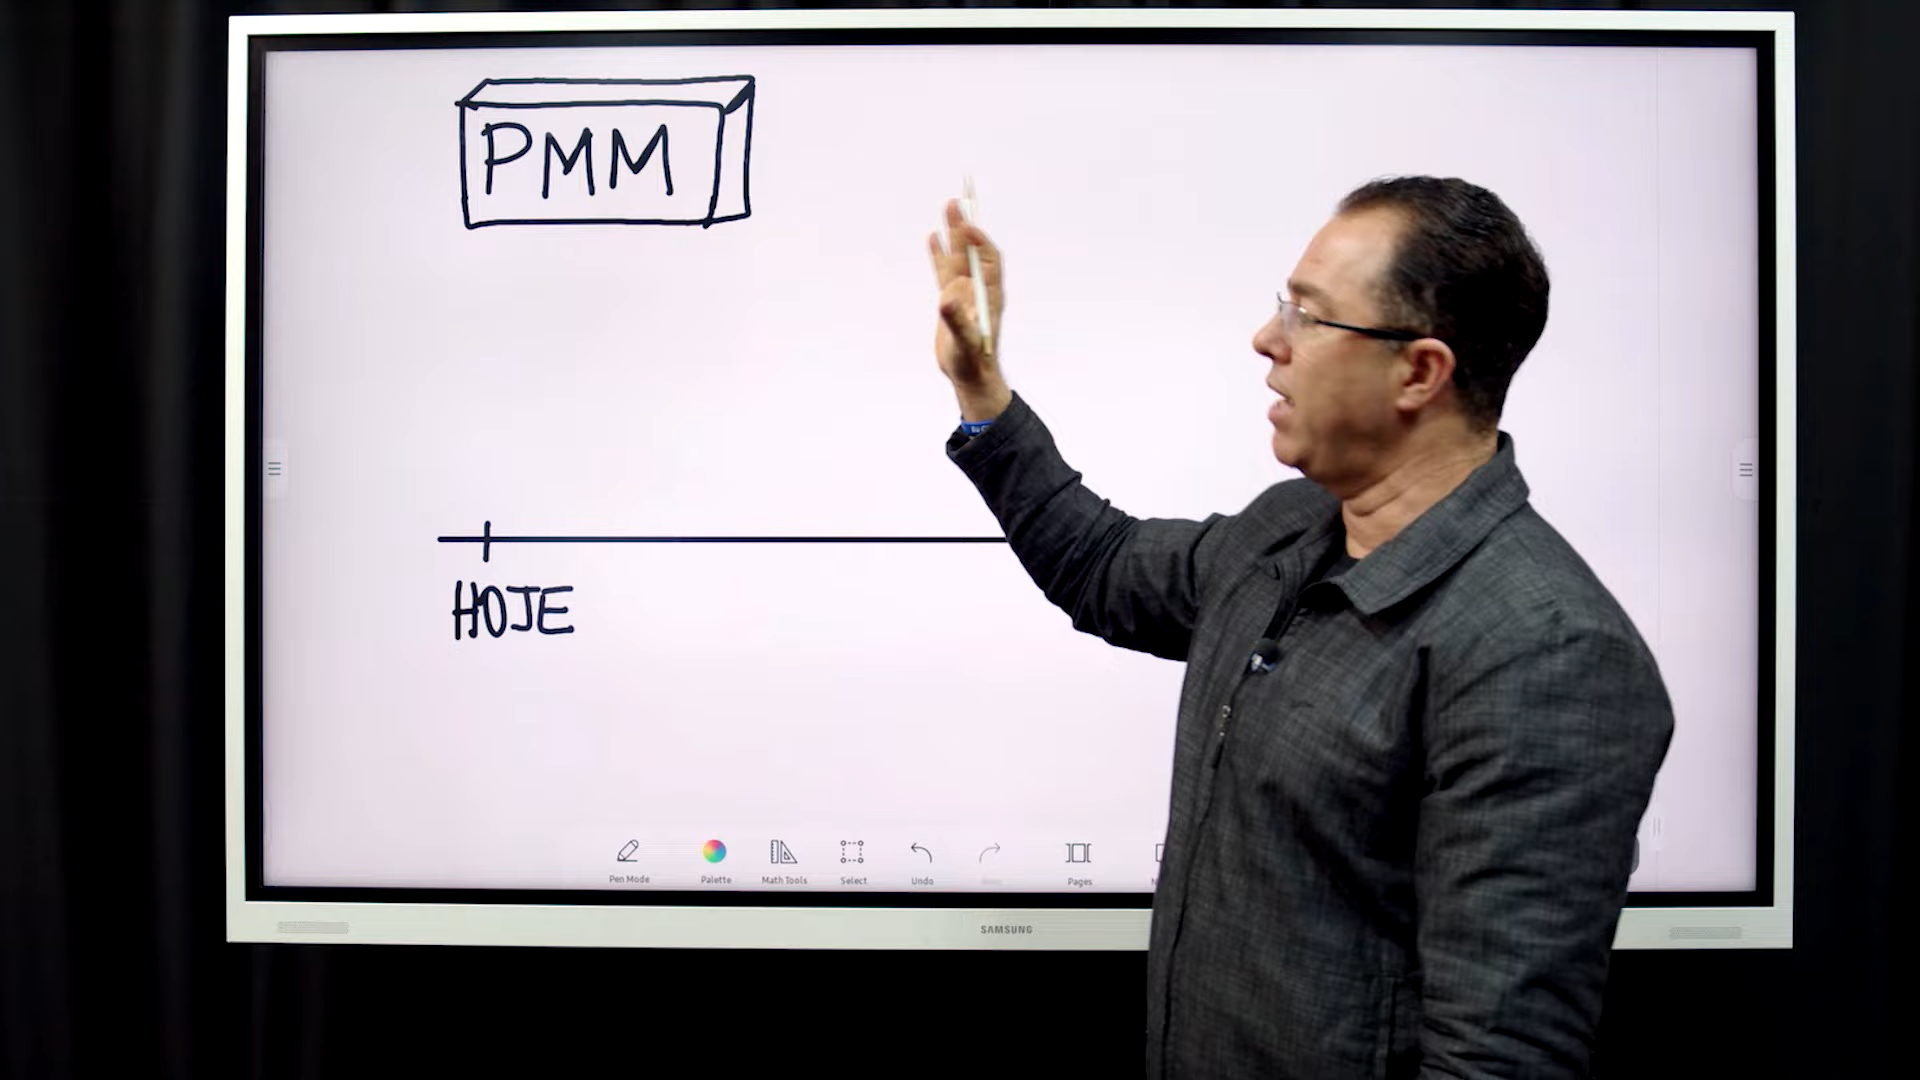 PMM
HOJE
Pen Mode
Palette
Math Tools
Select
Undo
Pages
SAMSUNG